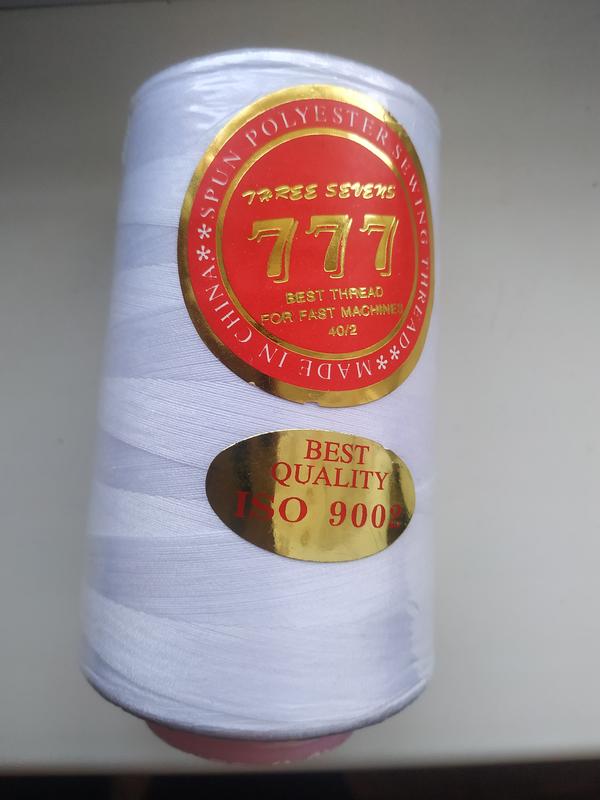 *SPUN POLYESTER SEWING THREAD*
*MADE IN CHINA*
THREE SEVENS
777
BEST THREAD
FOR FAST MACHINES
40/2
BEST
QUALITY
ISO 9002